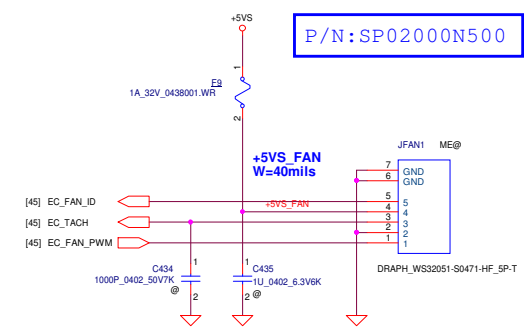 +5VS
P/N:SP02000N500
1
F9
1A_32V_0438001.WR
2
+5VS_FAN
W=40mils
JFAN1 ME@
7 GND
6 GND
[45] EC_FAN_ID
+5VS_FAN
5 5
4 4
[45] EC_TACH
3 3
2 2
[45] EC_FAN_PWM
1 1
DRAPH_WS32051-S0471-HF_5P-T
1
C434
1000P_0402_50V7K
@
2
1
C435
1U_0402_6.3V6K
@
2